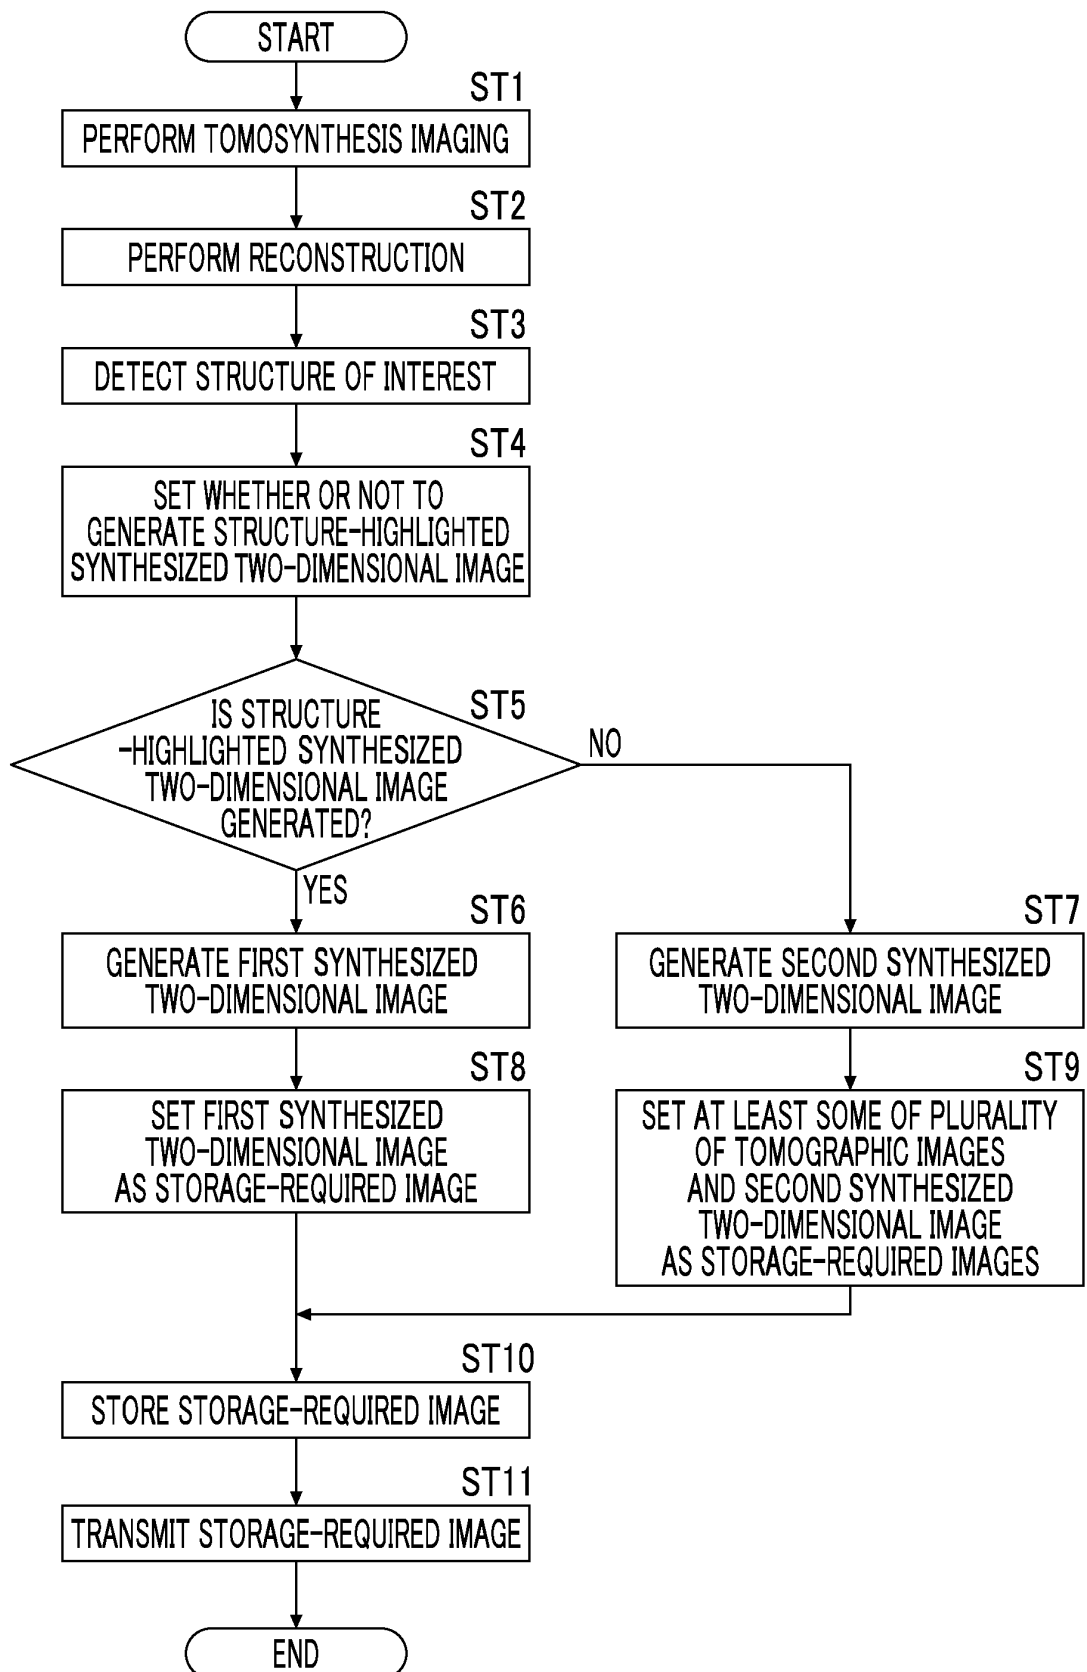 START
ST1
PERFORM TOMOSYNTHESIS IMAGING
ST2
PERFORM RECONSTRUCTION
ST3
DETECT STRUCTURE OF INTEREST
ST4
SET WHETHER OR NOT TO
GENERATE STRUCTURE-HIGHLIGHTED
SYNTHESIZED TWO-DIMENSIONAL IMAGE
ST5
IS STRUCTURE
-HIGHLIGHTED SYNTHESIZED
TWO-DIMENSIONAL IMAGE
GENERATED?
NO
YES
ST6
GENERATE FIRST SYNTHESIZED
TWO-DIMENSIONAL IMAGE
ST7
GENERATE SECOND SYNTHESIZED
TWO-DIMENSIONAL IMAGE
ST8
SET FIRST SYNTHESIZED
TWO-DIMENSIONAL IMAGE
AS STORAGE-REQUIRED IMAGE
ST9
SET AT LEAST SOME OF PLURALITY
OF TOMOGRAPHIC IMAGES
AND SECOND SYNTHESIZED
TWO-DIMENSIONAL IMAGE
AS STORAGE-REQUIRED IMAGES
ST10
STORE STORAGE-REQUIRED IMAGE
ST11
TRANSMIT STORAGE-REQUIRED IMAGE
END